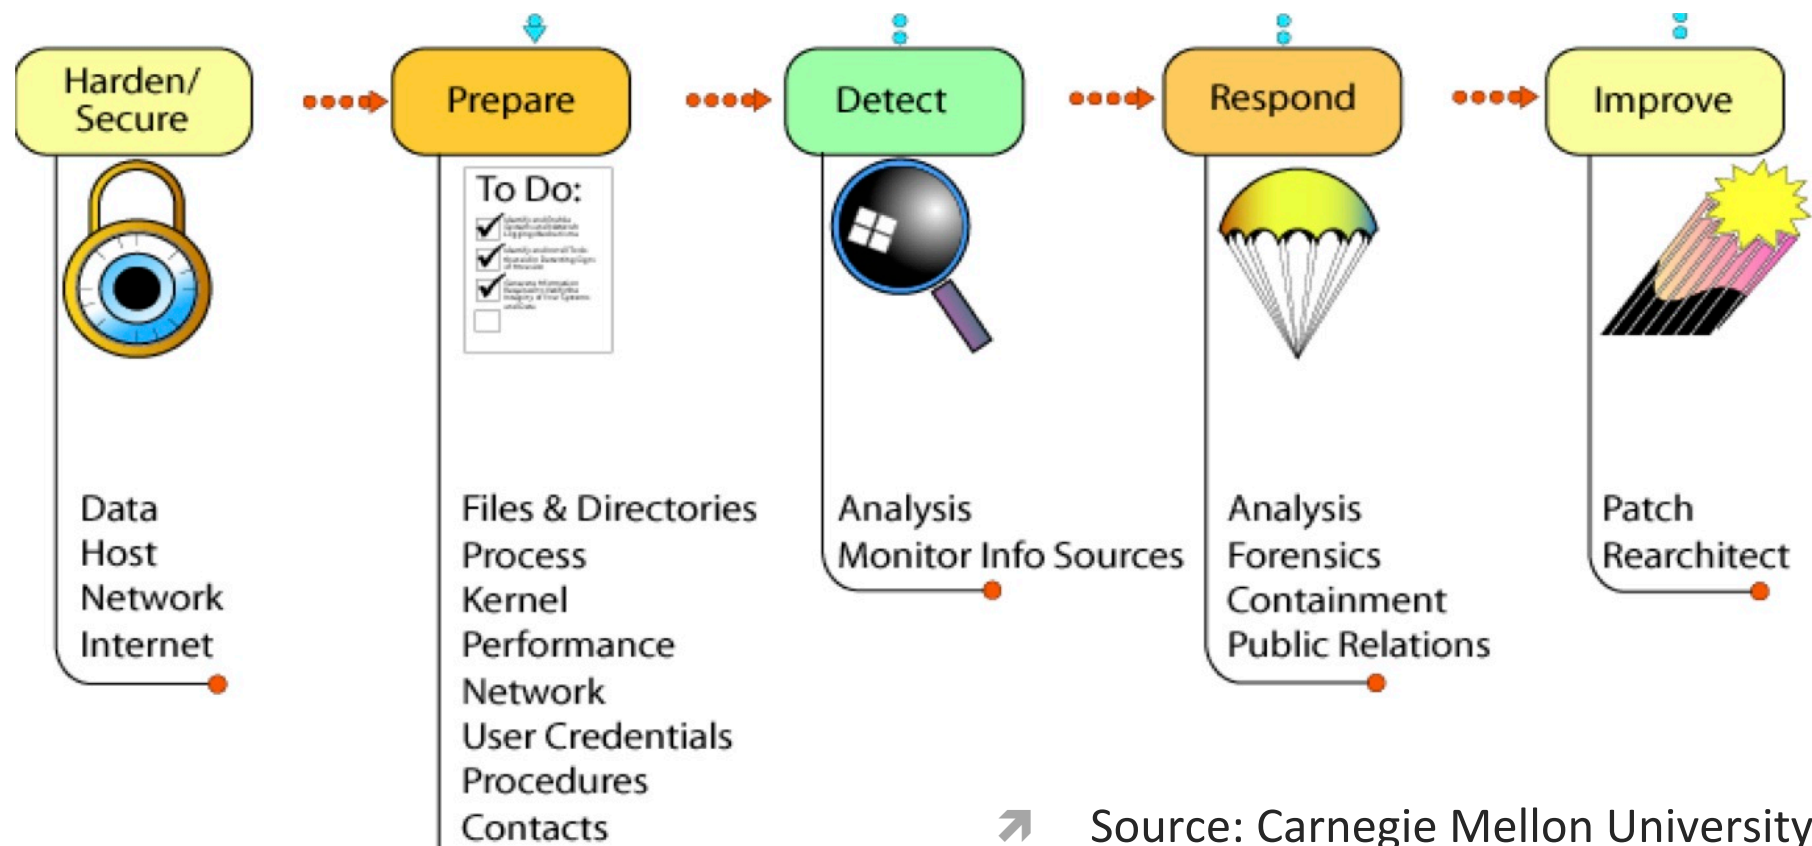 Harden/
Secure
Prepare
Detect
Respond
Improve
To Do:
Data
Host
Network
Internet
Files & Directories
Process
Kernel
Performance
Network
User Credentials
Procedures
Contacts
Analysis
Monitor Info Sources
Analysis
Forensics
Containment
Public Relations
Patch
Rearchitect
Source: Carnegie Mellon University